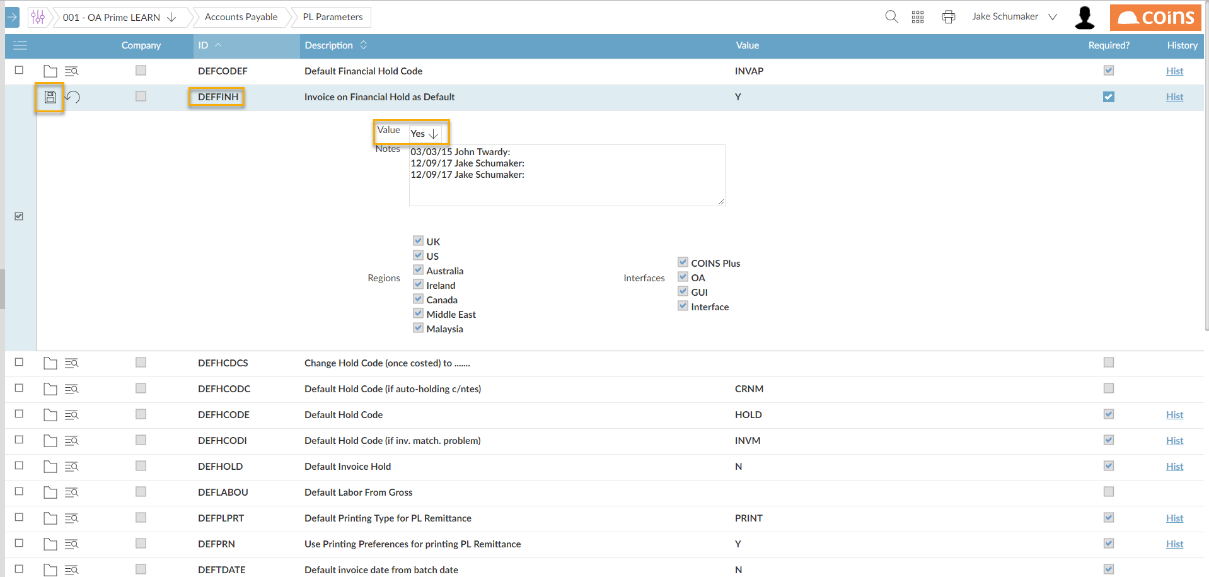 001 - OA Prime LEARN Accounts Payable PL Parameters Jake Schumaker coins
Company ID Description Value Required? History
DEFCODEF Default Financial Hold Code INVAP Hist
DEFFINH Invoice on Financial Hold as Default Y Hist
Value Yes
Notes
03/03/15 John Twardy:
12/09/17 Jake Schumaker:
12/09/17 Jake Schumaker:
Regions
UK
US
Australia
Ireland
Canada
Middle East
Malaysia
Interfaces
COINS Plus
OA
GUI
Interface
DEFHCDCS Change Hold Code (once costed) to .......
DEFHCODC Default Hold Code (if auto-holding c/ntes) CRNM
DEFHCODE Default Hold Code HOLD Hist
DEFHCODI Default Hold Code (if inv. match. problem) INVM Hist
DEFHOLD Default Invoice Hold N Hist
DEFLABOU Default Labor From Gross
DEFPLPRT Default Printing Type for PL Remittance PRINT Hist
DEFPRN Use Printing Preferences for printing PL Remittance Y Hist
DEFTDATE Default invoice date from batch date N